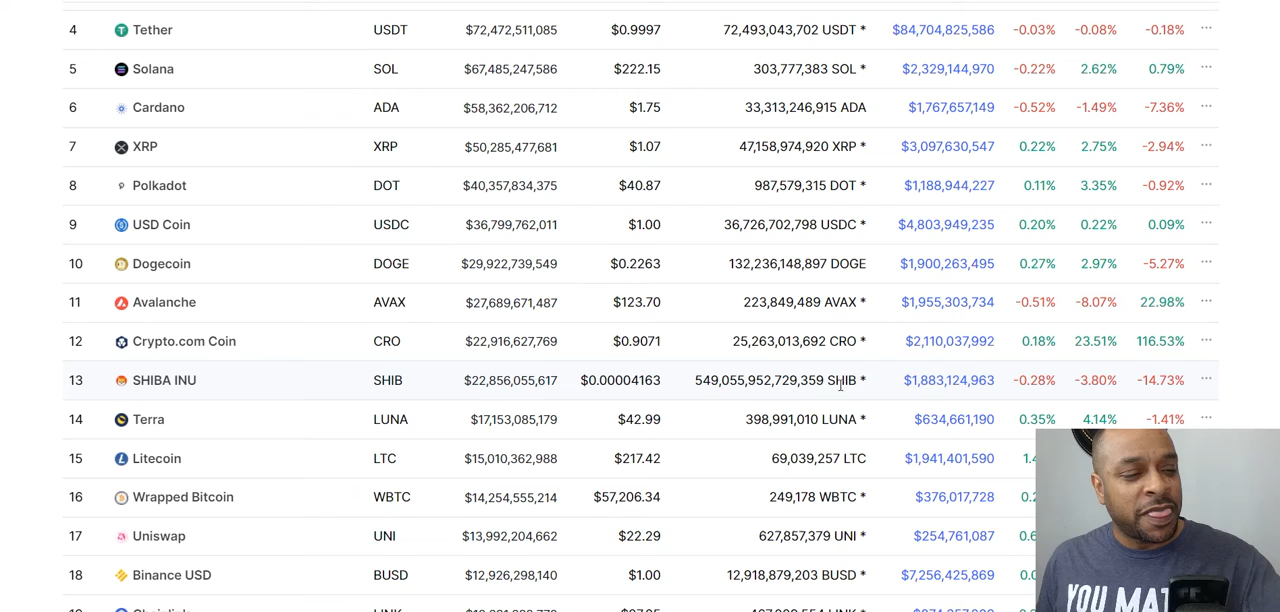 4 Tether USDT $72,472,511,085 $0.9997 72,493,043,702 USDT * $84,704,825,586 -0.03% -0.08% -0.18% ...
5 Solana SOL $67,485,247,586 $222.15 303,777,383 SOL * $2,329,144,970 -0.22% 2.62% 0.79% ...
6 Cardano ADA $58,362,206,712 $1.75 33,313,246,915 ADA $1,767,657,149 -0.52% -1.49% -7.36% ...
7 XRP XRP $50,285,477,681 $1.07 47,158,974,920 XRP * $3,097,630,547 0.22% 2.75% -2.94% ...
8 Polkadot DOT $40,357,834,375 $40.87 987,579,315 DOT * $1,188,944,227 0.11% 3.35% -0.92% ...
9 USD Coin USDC $36,799,762,011 $1.00 36,726,702,798 USDC * $4,803,949,235 0.20% 0.22% 0.09% ...
10 Dogecoin DOGE $29,922,739,549 $0.2263 132,236,148,897 DOGE $1,900,263,495 0.27% 2.97% -5.27% ...
11 Avalanche AVAX $27,689,671,487 $123.70 223,849,489 AVAX * $1,955,303,734 -0.51% -8.07% 22.98% ...
12 Crypto.com Coin CRO $22,916,627,769 $0.9071 25,263,013,692 CRO * $2,110,037,992 0.18% 23.51% 116.53% ...
13 SHIBA INU SHIB $22,856,055,617 $0.00004163 549,055,952,729,359 SHIB * $1,883,124,963 -0.28% -3.80% -14.73% ...
14 Terra LUNA $17,153,085,179 $42.99 398,991,010 LUNA * $634,661,190 0.35% 4.14% -1.41% ...
15 Litecoin LTC $15,010,362,988 $217.42 69,039,257 LTC $1,941,401,590
16 Wrapped Bitcoin WBTC $14,254,555,214 $57,206.34 249,178 WBTC * $376,017,728
17 Uniswap UNI $13,992,204,662 $22.29 627,857,379 UNI * $254,761,087
18 Binance USD BUSD $12,926,298,140 $1.00 12,918,879,203 BUSD * $7,256,425,869
YOU MAT